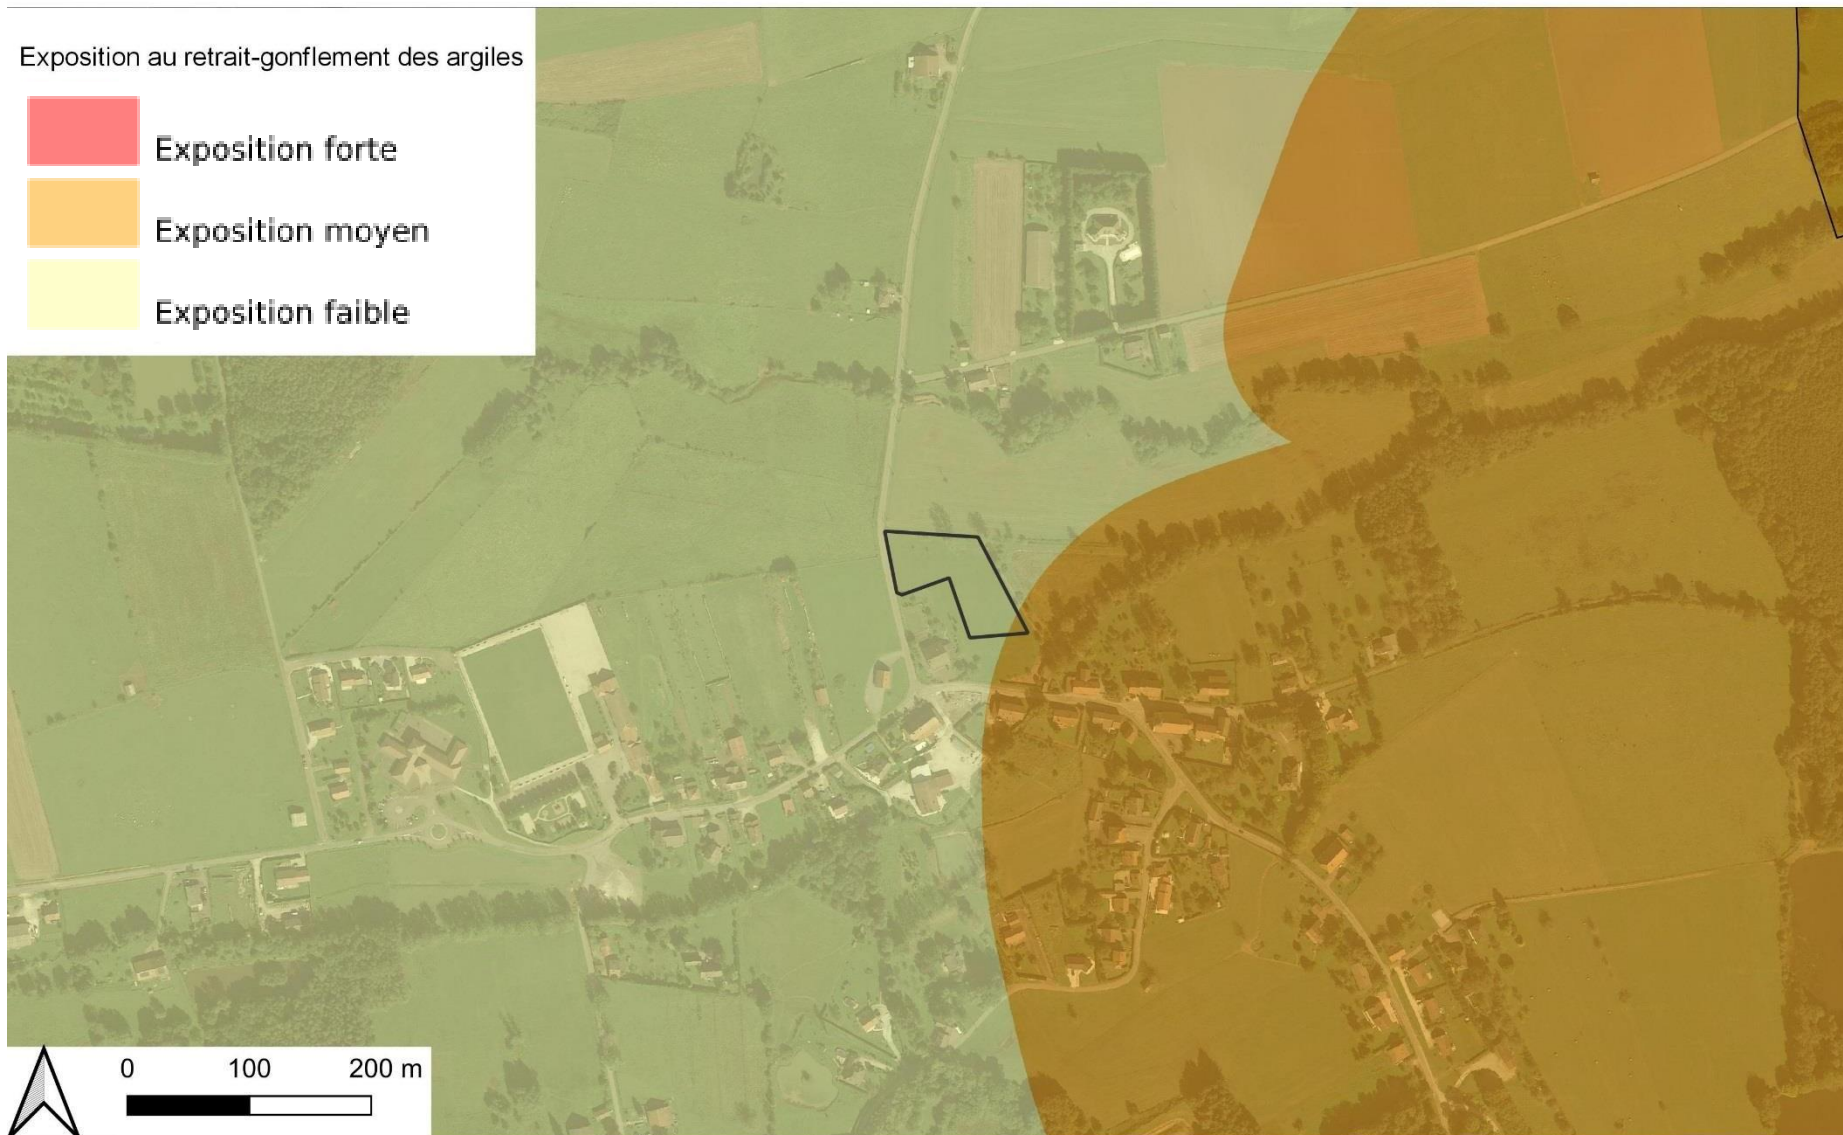 Exposition au retrait-gonflement des argiles
Exposition forte
Exposition moyen
Exposition faible
0 100 200 m